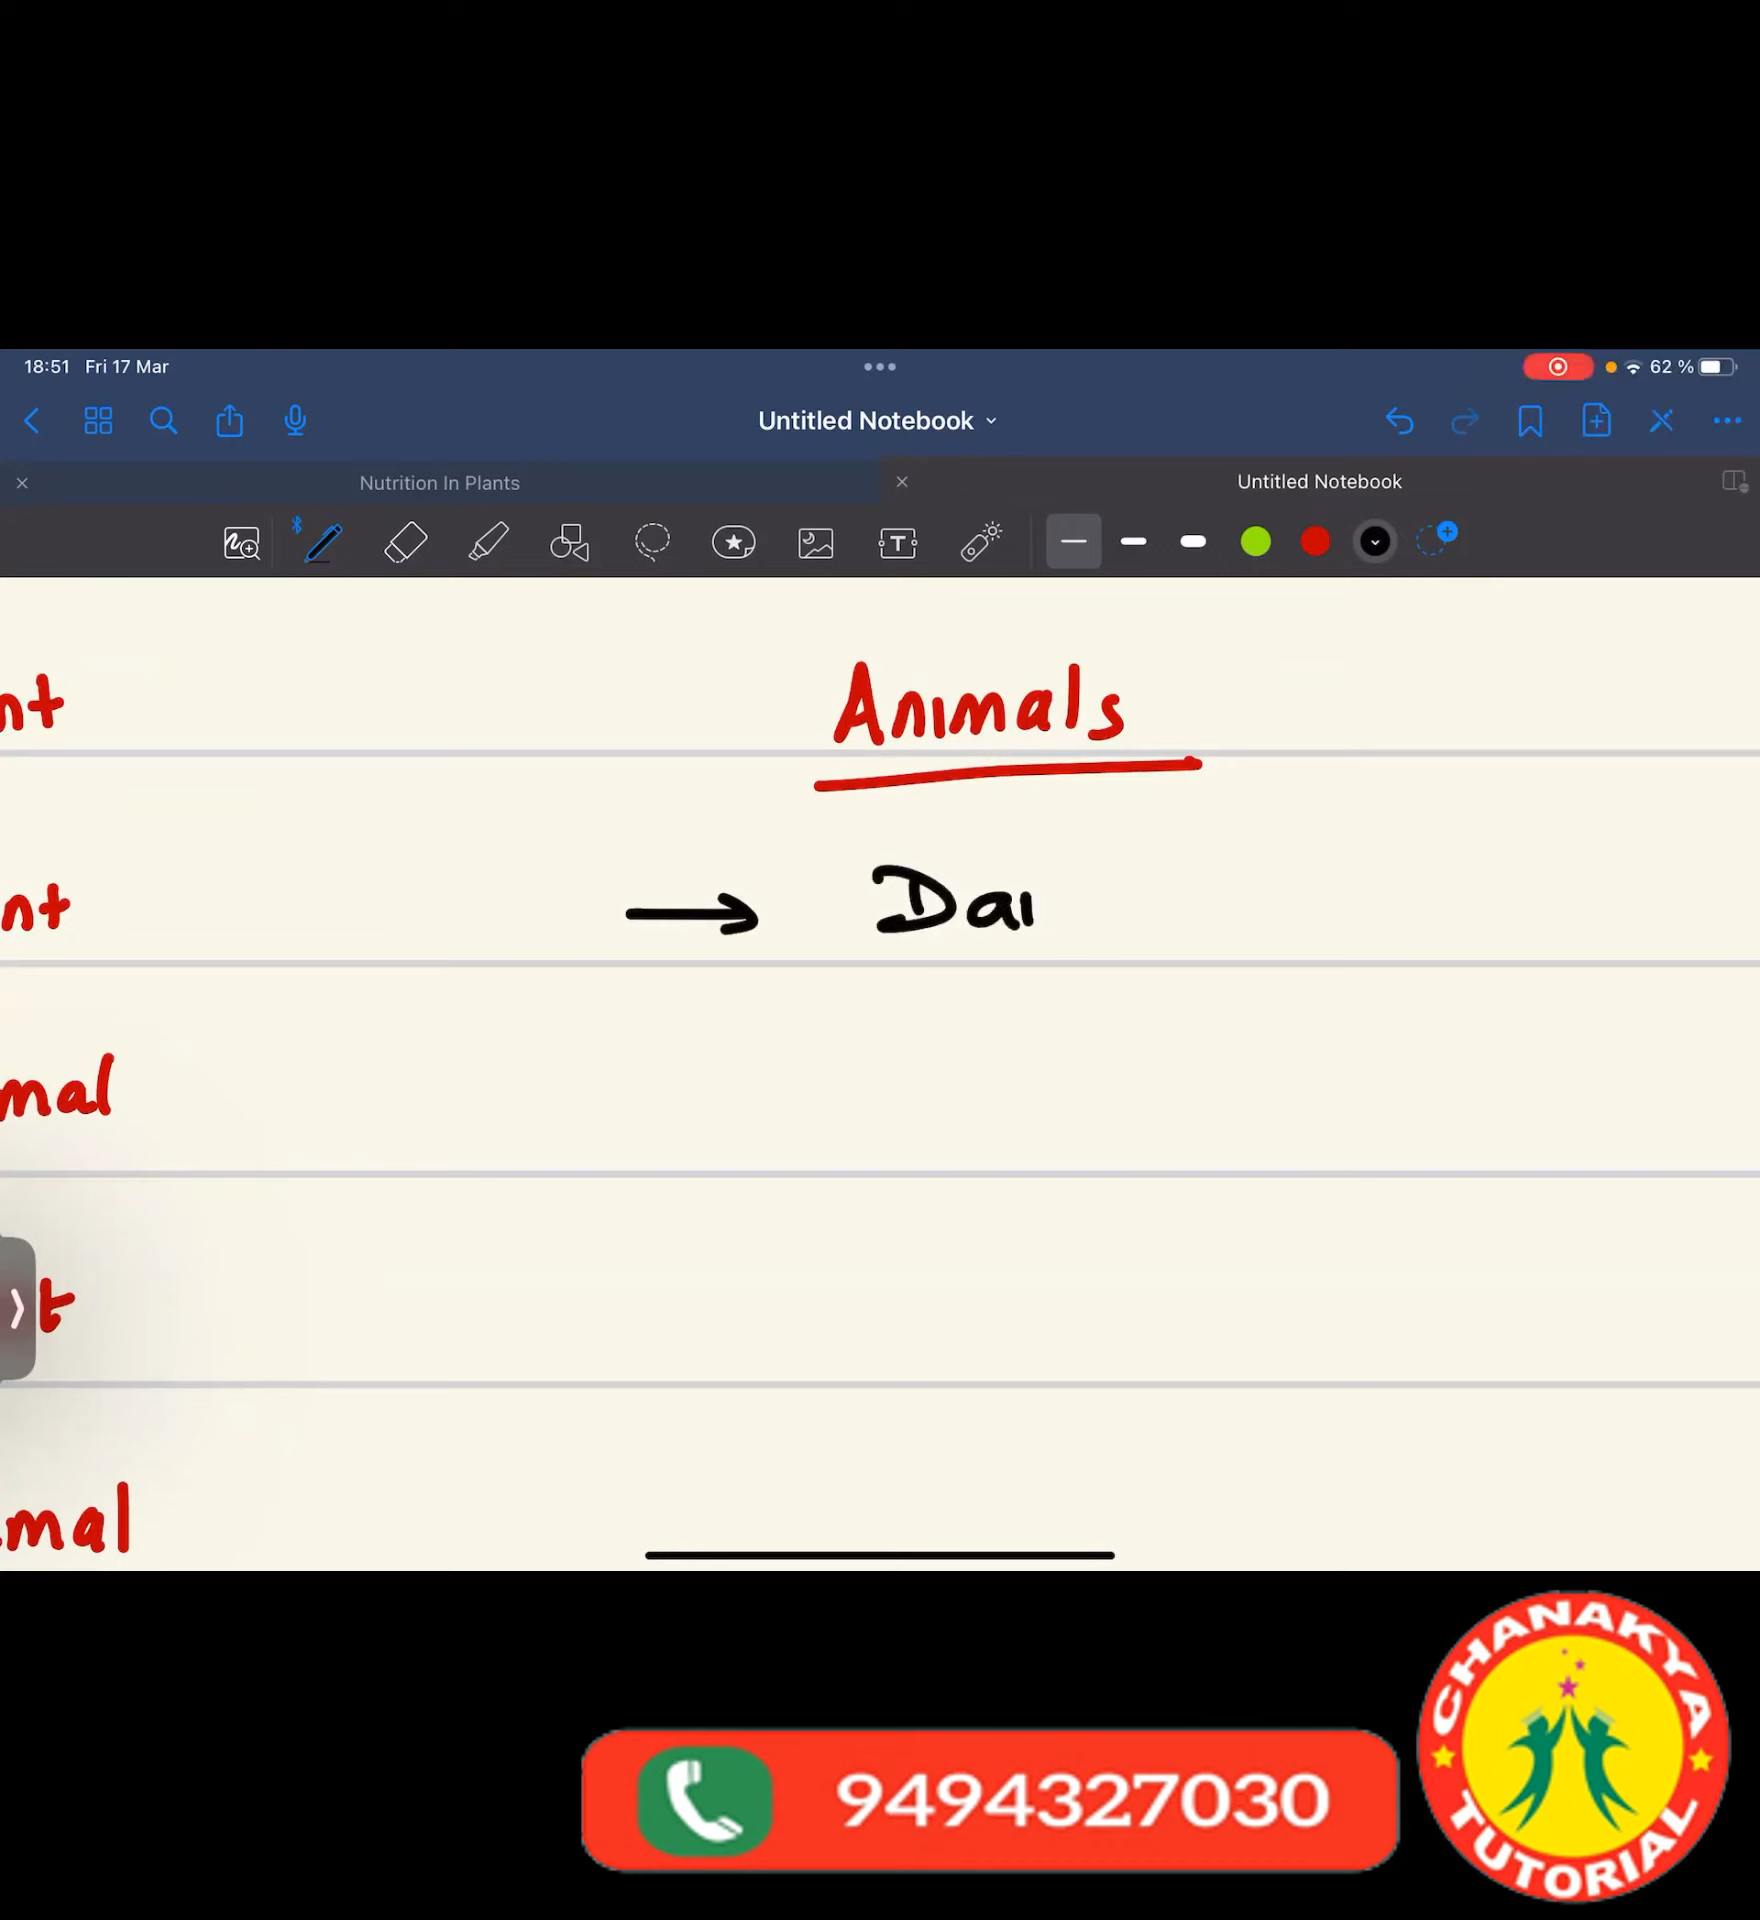 18:51 Fri 17 Mar
62 %
Untitled Notebook
Nutrition In Plants
Untitled Notebook
T
nt
Animals
nt
Dai
mal
t
mal
9494327030
CHANAKYA
TUTORIAL